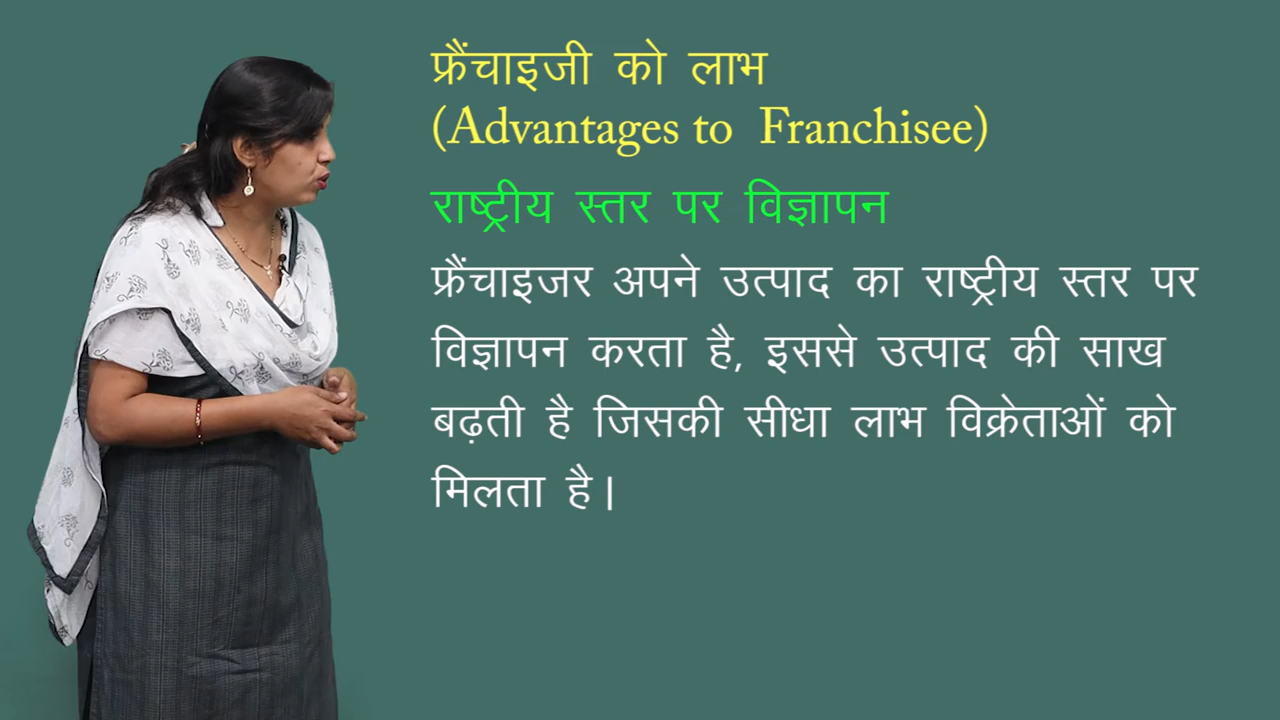 फ्रैंचाइजी को लाभ
(Advantages to Franchisee)
राष्ट्रीय स्तर पर विज्ञापन
फ्रैंचाइजर अपने उत्पाद का राष्ट्रीय स्तर पर
विज्ञापन करता है, इससे उत्पाद की साख
बढ़ती है जिसकी सीधा लाभ विक्रेताओं को
मिलता है।